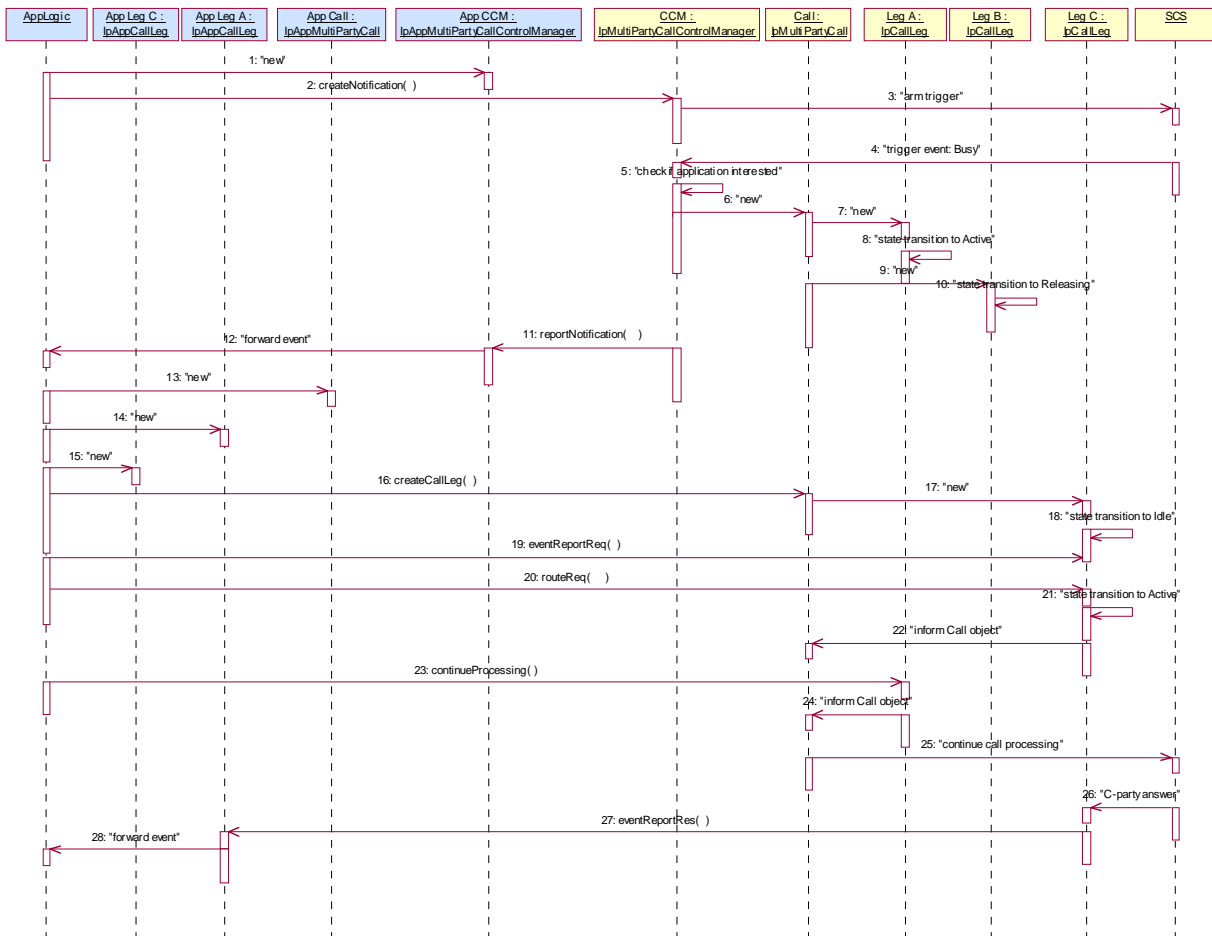 AppLogic
App Leg C :
IpAppCallLeg
App Leg A :
IpAppCallLeg
App Call :
IpAppMultiPartyCall
App CCM :
IpAppMultiPartyCallControlManager
CCM :
IpMultiPartyCallControlManager
Call :
IpMultiPartyCall
Leg A :
IpCallLeg
Leg B :
IpCallLeg
Leg C :
IpCallLeg
SCS
1: "new"
2: createNotification( )
3: "arm trigger"
4: "trigger event: Busy"
5: "check if application interested"
6: "new"
7: "new"
8: "state transition to Active"
9: "new"
10: "state transition to Releasing"
11: reportNotification( )
12: "forward event"
13: "new"
14: "new"
15: "new"
16: createCallLeg( )
17: "new"
18: "state transition to Idle"
19: eventReportReq( )
20: routeReq( )
21: "state transition to Active"
22: "inform Call object"
23: continueProcessing( )
24: "inform Call object"
25: "continue call processing"
26: "C-party answer"
27: eventReportRes( )
28: "forward event"